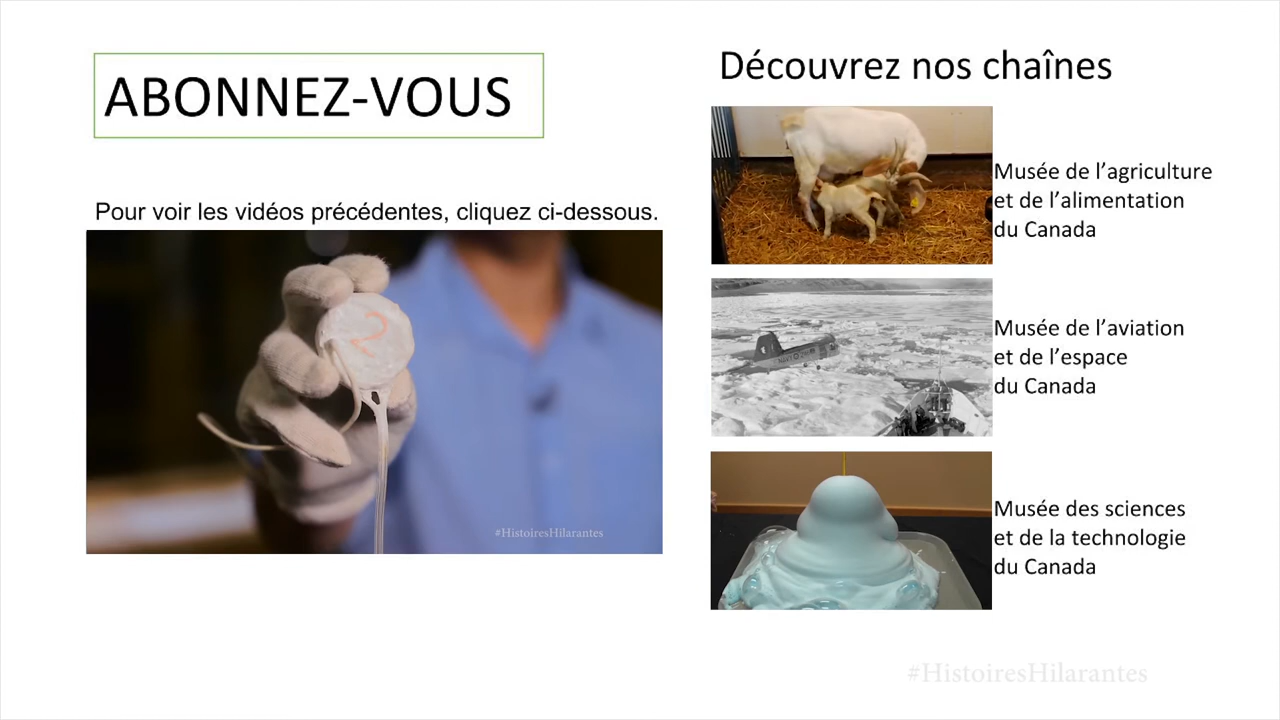 ABONNEZ-VOUS
Pour voir les vidéos précédentes, cliquez ci-dessous.
2
#HistoiresHilarantes
Découvrez nos chaînes
Musée de l’agriculture
et de l’alimentation
du Canada
Musée de l’aviation
et de l’espace
du Canada
Musée des sciences
et de la technologie
du Canada
#HistoiresHilarantes